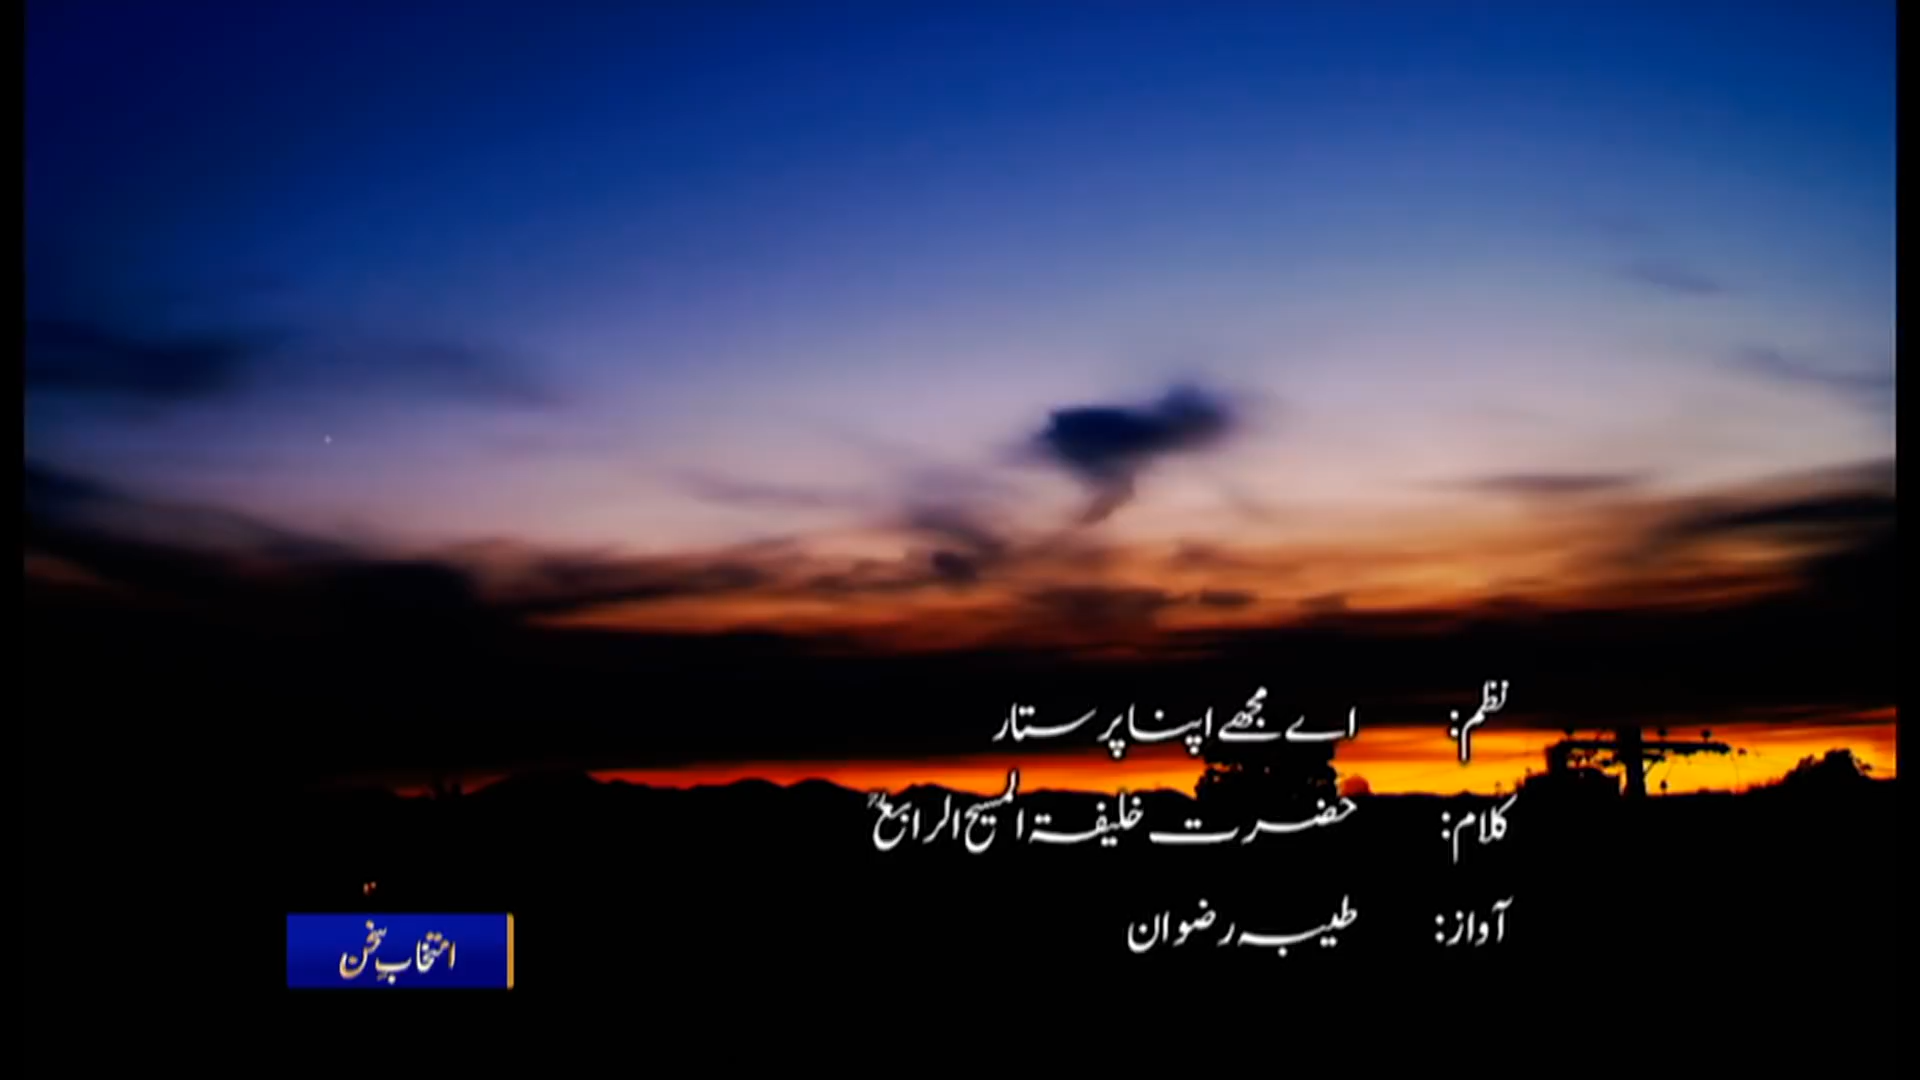 نظم: اے مجھے اپنا پرستار
کلام: حضرت خلیفۃ المسیح الرابعؒ
آواز: طیبہ رضوان
انتخابِ سخن